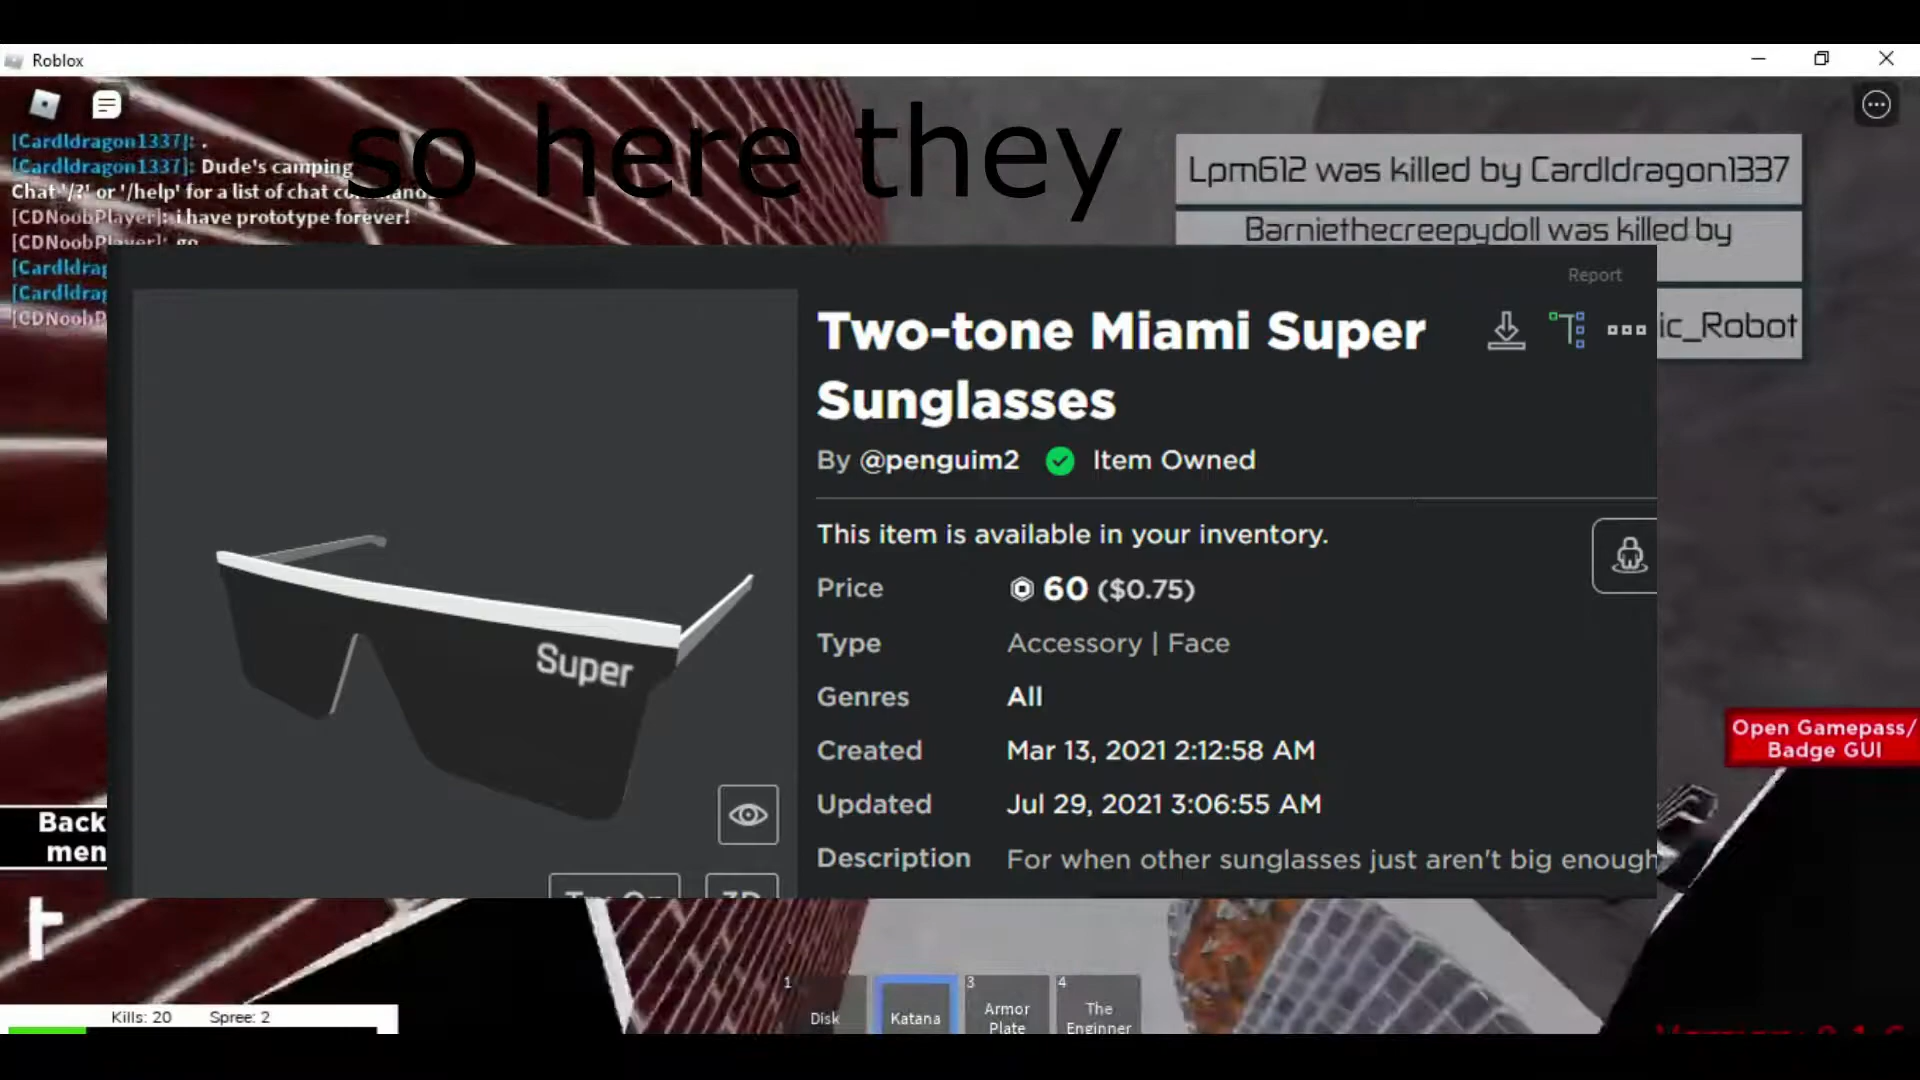 Roblox
so here they
[Cardldragon1337]: .
[Cardldragon1337]: Dude's camping
Chat '/?' or '/help' for a list of chat
[CDNoobPlayer]: i have prototype forever!
[CDNoobPlayer]: go
[Cardldrag
[Cardldrag
[CDNoobP
Lpm612 was killed by Cardldragon1337
Barniethecreepydoll was killed by
ic_Robot
Report
Two-tone Miami Super
Sunglasses
By @penguim2 Item Owned
This item is available in your inventory.
Price 60 ($0.75)
Type Accessory | Face
Genres All
Created Mar 13, 2021 2:12:58 AM
Updated Jul 29, 2021 3:06:55 AM
Description For when other sunglasses just aren't big enough
Super
Open Gamepass/
Badge GUI
Back
men
1
Disk
Katana
3
Armor
Plate
4
The
Enginner
Kills: 20 Spree: 2